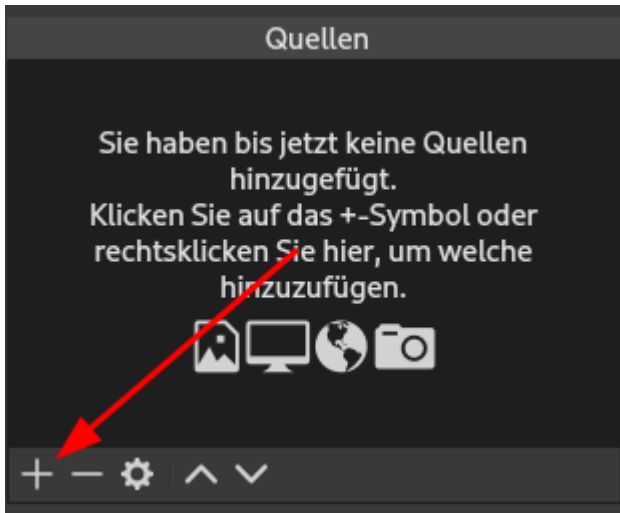 Quellen
Sie haben bis jetzt keine Quellen
hinzugefügt.
Klicken Sie auf das +-Symbol oder
rechtsklicken Sie hier, um welche
hinzuzufügen.